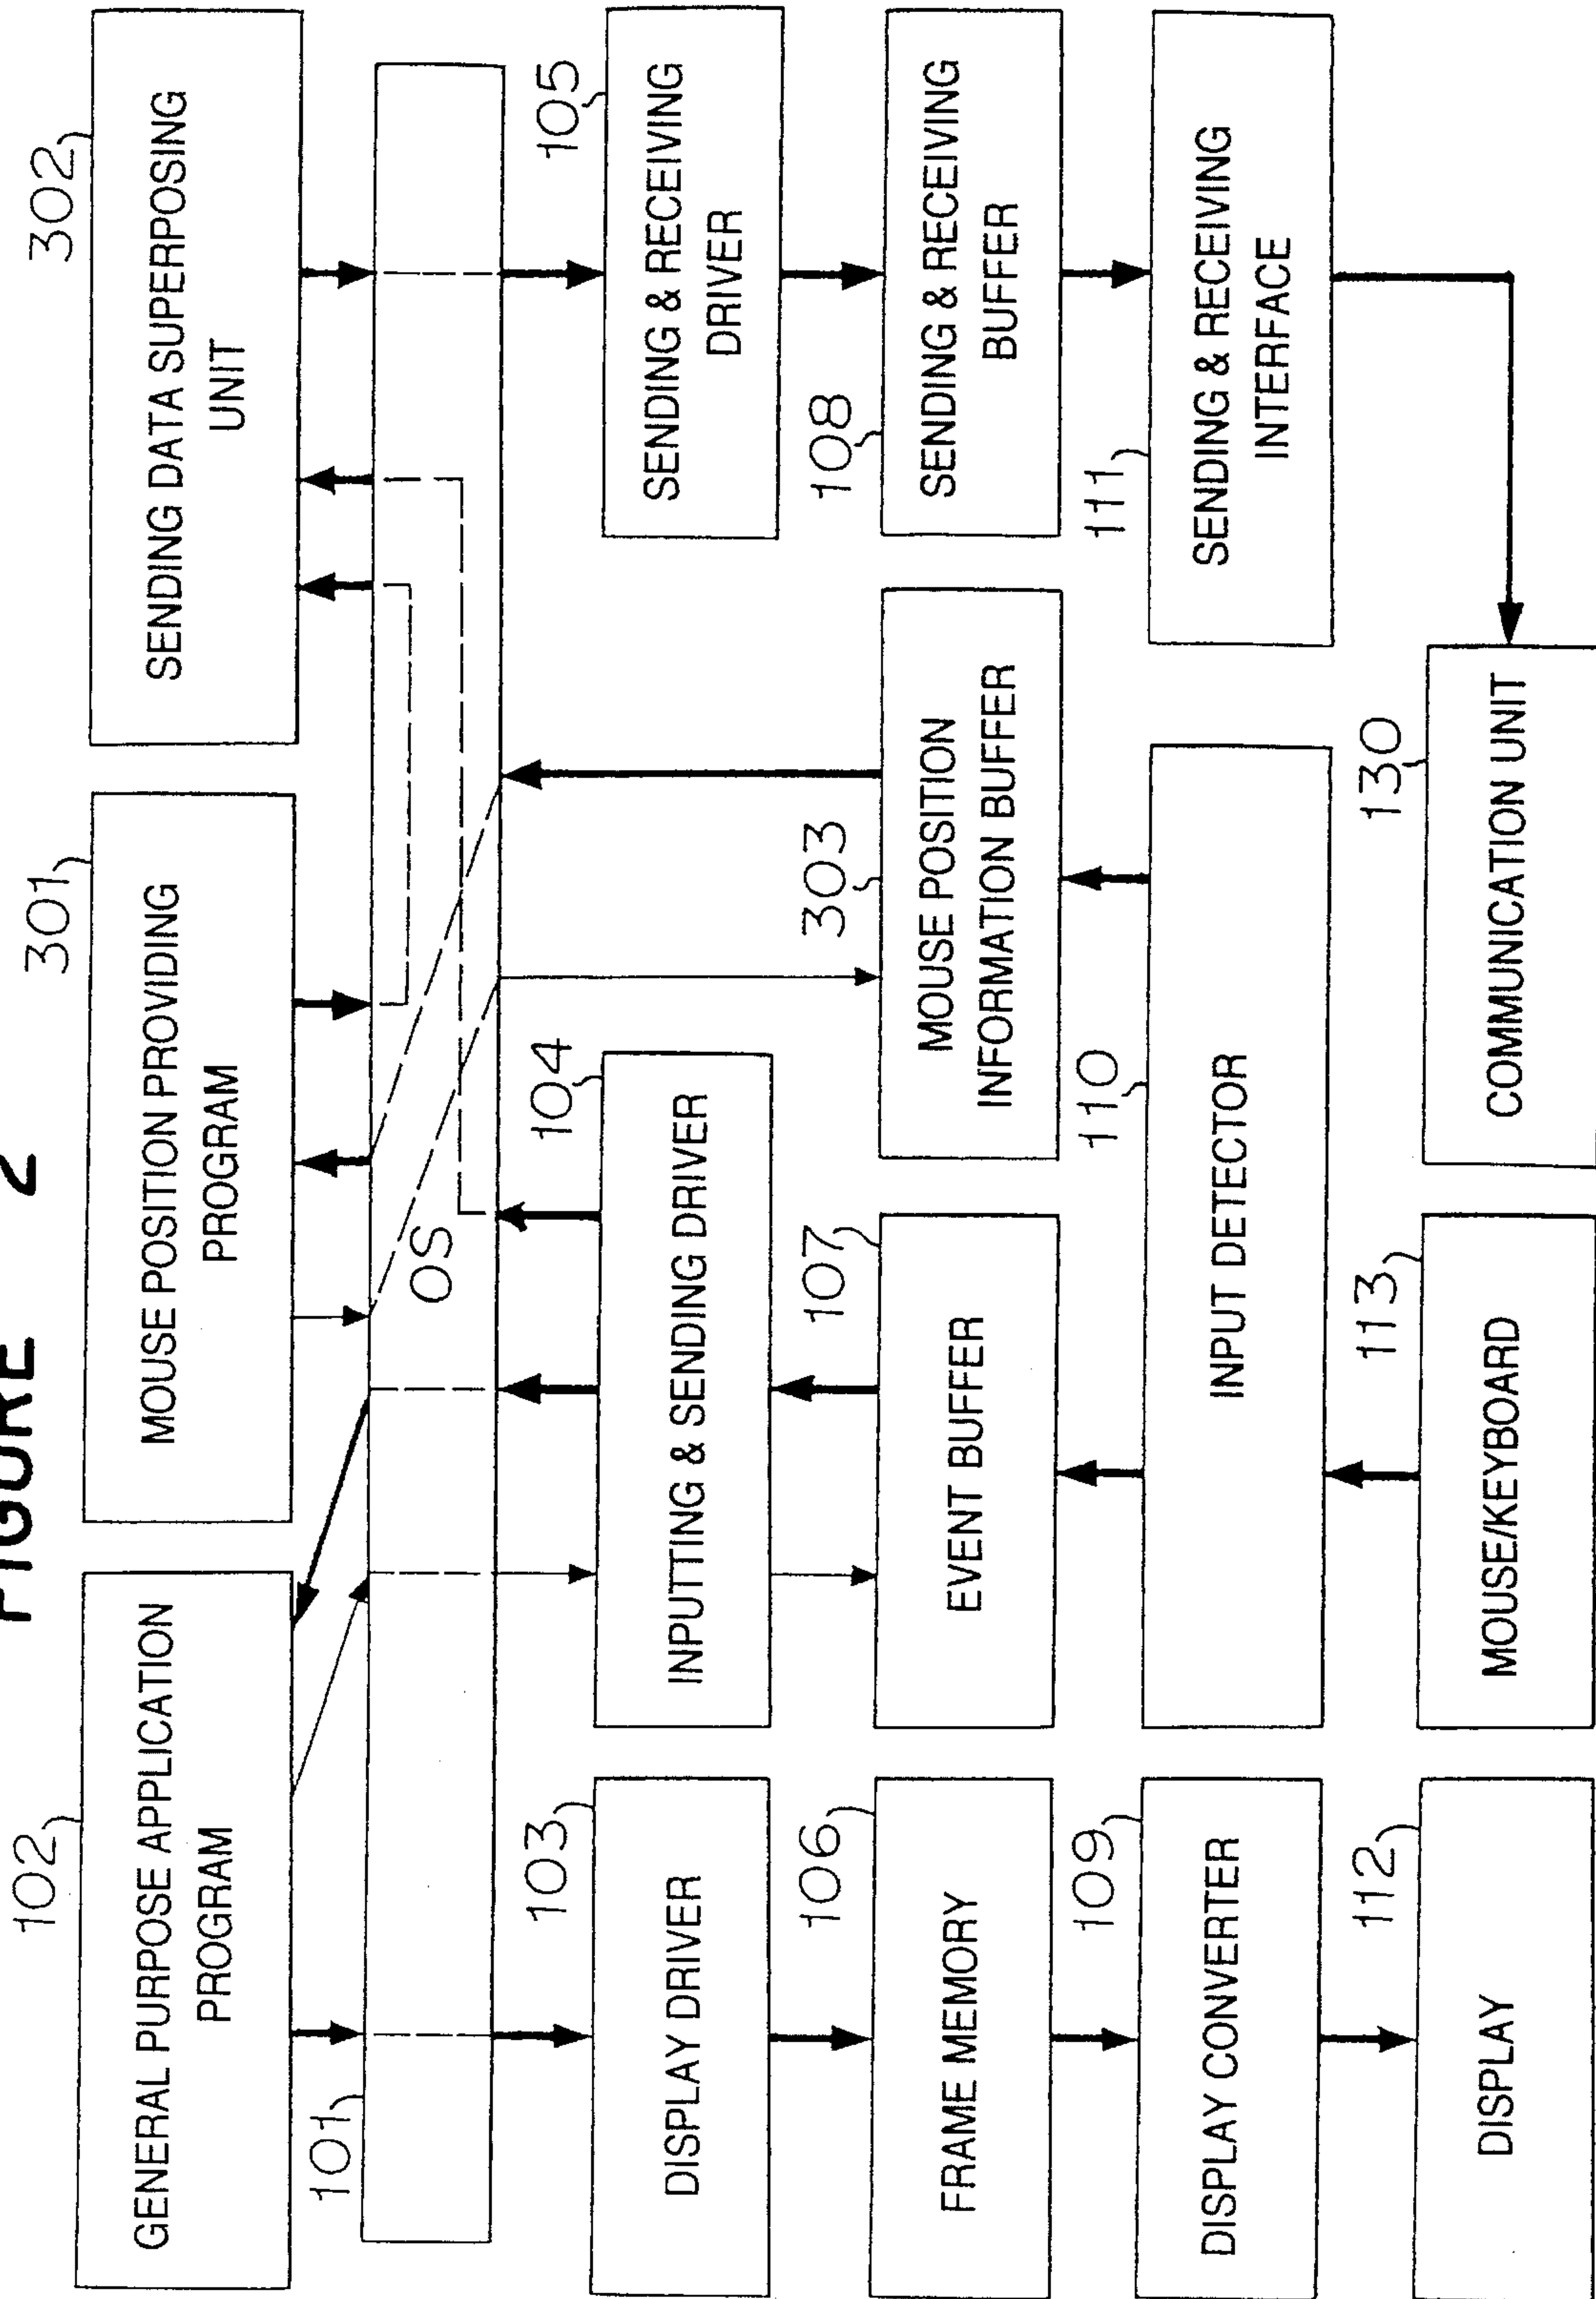 FIGURE 2
102
GENERAL PURPOSE APPLICATION
PROGRAM
301
MOUSE POSITION PROVIDING
PROGRAM
302
SENDING DATA SUPERPOSING
UNIT
101
OS
103
DISPLAY DRIVER
104
INPUTTING & SENDING DRIVER
105
SENDING & RECEIVING
DRIVER
106
FRAME MEMORY
107
EVENT BUFFER
303
MOUSE POSITION
INFORMATION BUFFER
108
SENDING & RECEIVING
BUFFER
109
DISPLAY CONVERTER
110
INPUT DETECTOR
111
SENDING & RECEIVING
INTERFACE
112
DISPLAY
113
MOUSE/KEYBOARD
130
COMMUNICATION UNIT